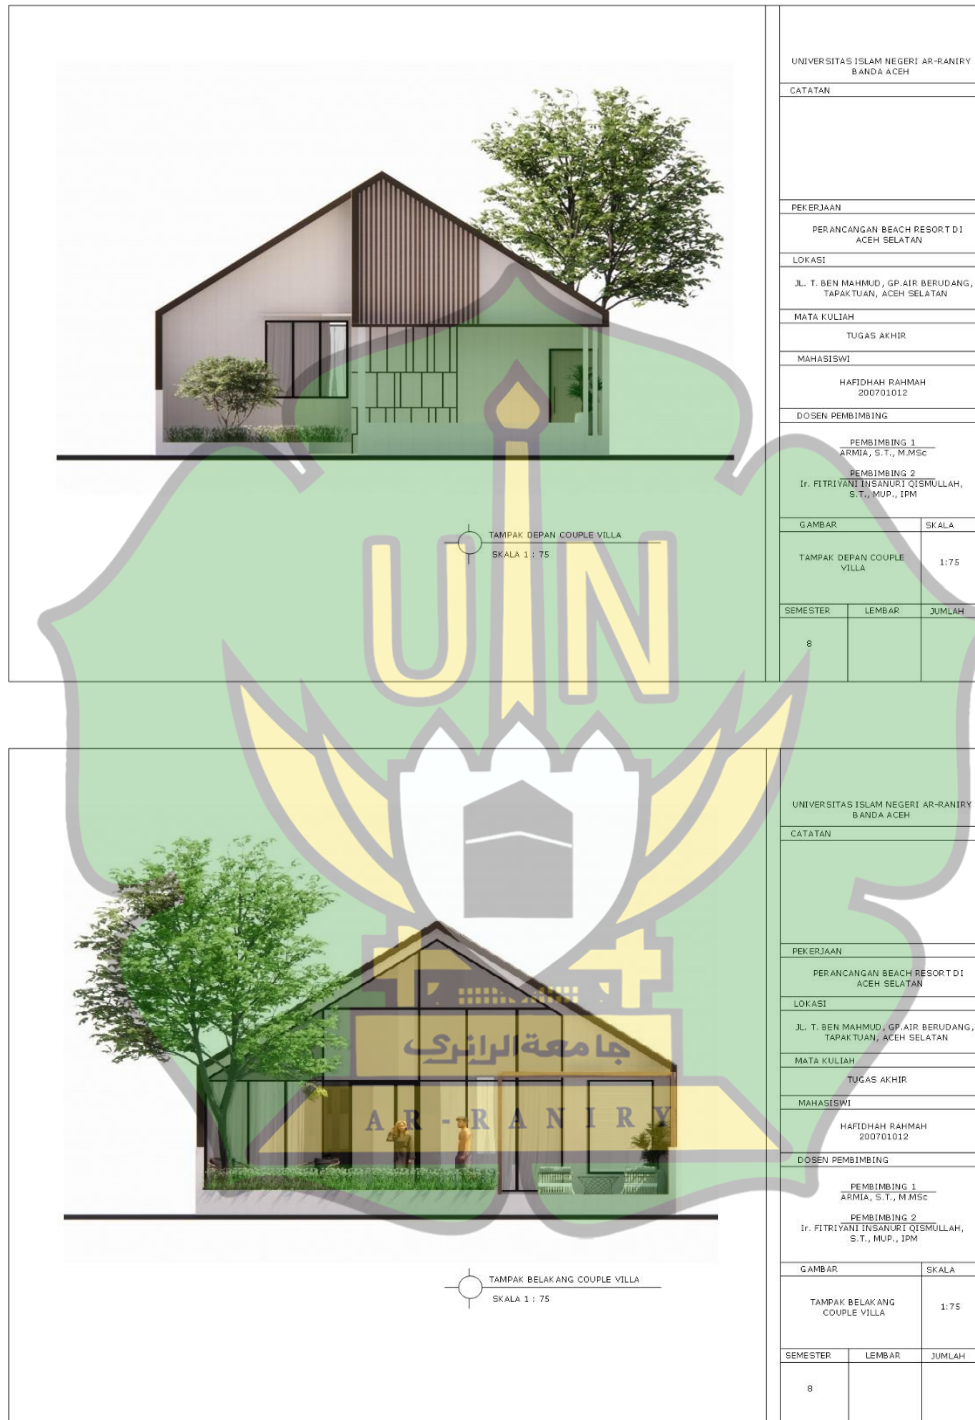 UNIVERSITAS ISLAM NEGERI AR-RANIRY
BANDA ACEH
CATATAN
PEKERJAAN
PERANCANGAN BEACH RESORT DI
ACEH SELATAN
LOKASI
JL. T. BEN MAHMUD, GP.AIR BERUDANG,
TAPAKTUAN, ACEH SELATAN
MATA KULIAH
TUGAS AKHIR
MAHASISWI
HAFIDHAH RAHMAH
200701012
DOSEN PEMBIMBING
PEMBIMBING 1
ARMIA, S.T., M.MSc
PEMBIMBING 2
Ir. FITRIYANI INSANURI QISMULLAH,
S.T., MUP., IPM
GAMBAR SKALA
TAMPAK DEPAN COUPLE
VILLA
1:75
SEMESTER LEMBAR JUMLAH
8
TAMPAK DEPAN COUPLE VILLA
SKALA 1 : 75
UIN
جامعة الرانري
AR-RANIRY
UNIVERSITAS ISLAM NEGERI AR-RANIRY
BANDA ACEH
CATATAN
PEKERJAAN
PERANCANGAN BEACH RESORT DI
ACEH SELATAN
LOKASI
JL. T. BEN MAHMUD, GP.AIR BERUDANG,
TAPAKTUAN, ACEH SELATAN
MATA KULIAH
TUGAS AKHIR
MAHASISWI
HAFIDHAH RAHMAH
200701012
DOSEN PEMBIMBING
PEMBIMBING 1
ARMIA, S.T., M.MSc
PEMBIMBING 2
Ir. FITRIYANI INSANURI QISMULLAH,
S.T., MUP., IPM
GAMBAR SKALA
TAMPAK BELAKANG
COUPLE VILLA
1:75
SEMESTER LEMBAR JUMLAH
8
TAMPAK BELAKANG COUPLE VILLA
SKALA 1 : 75